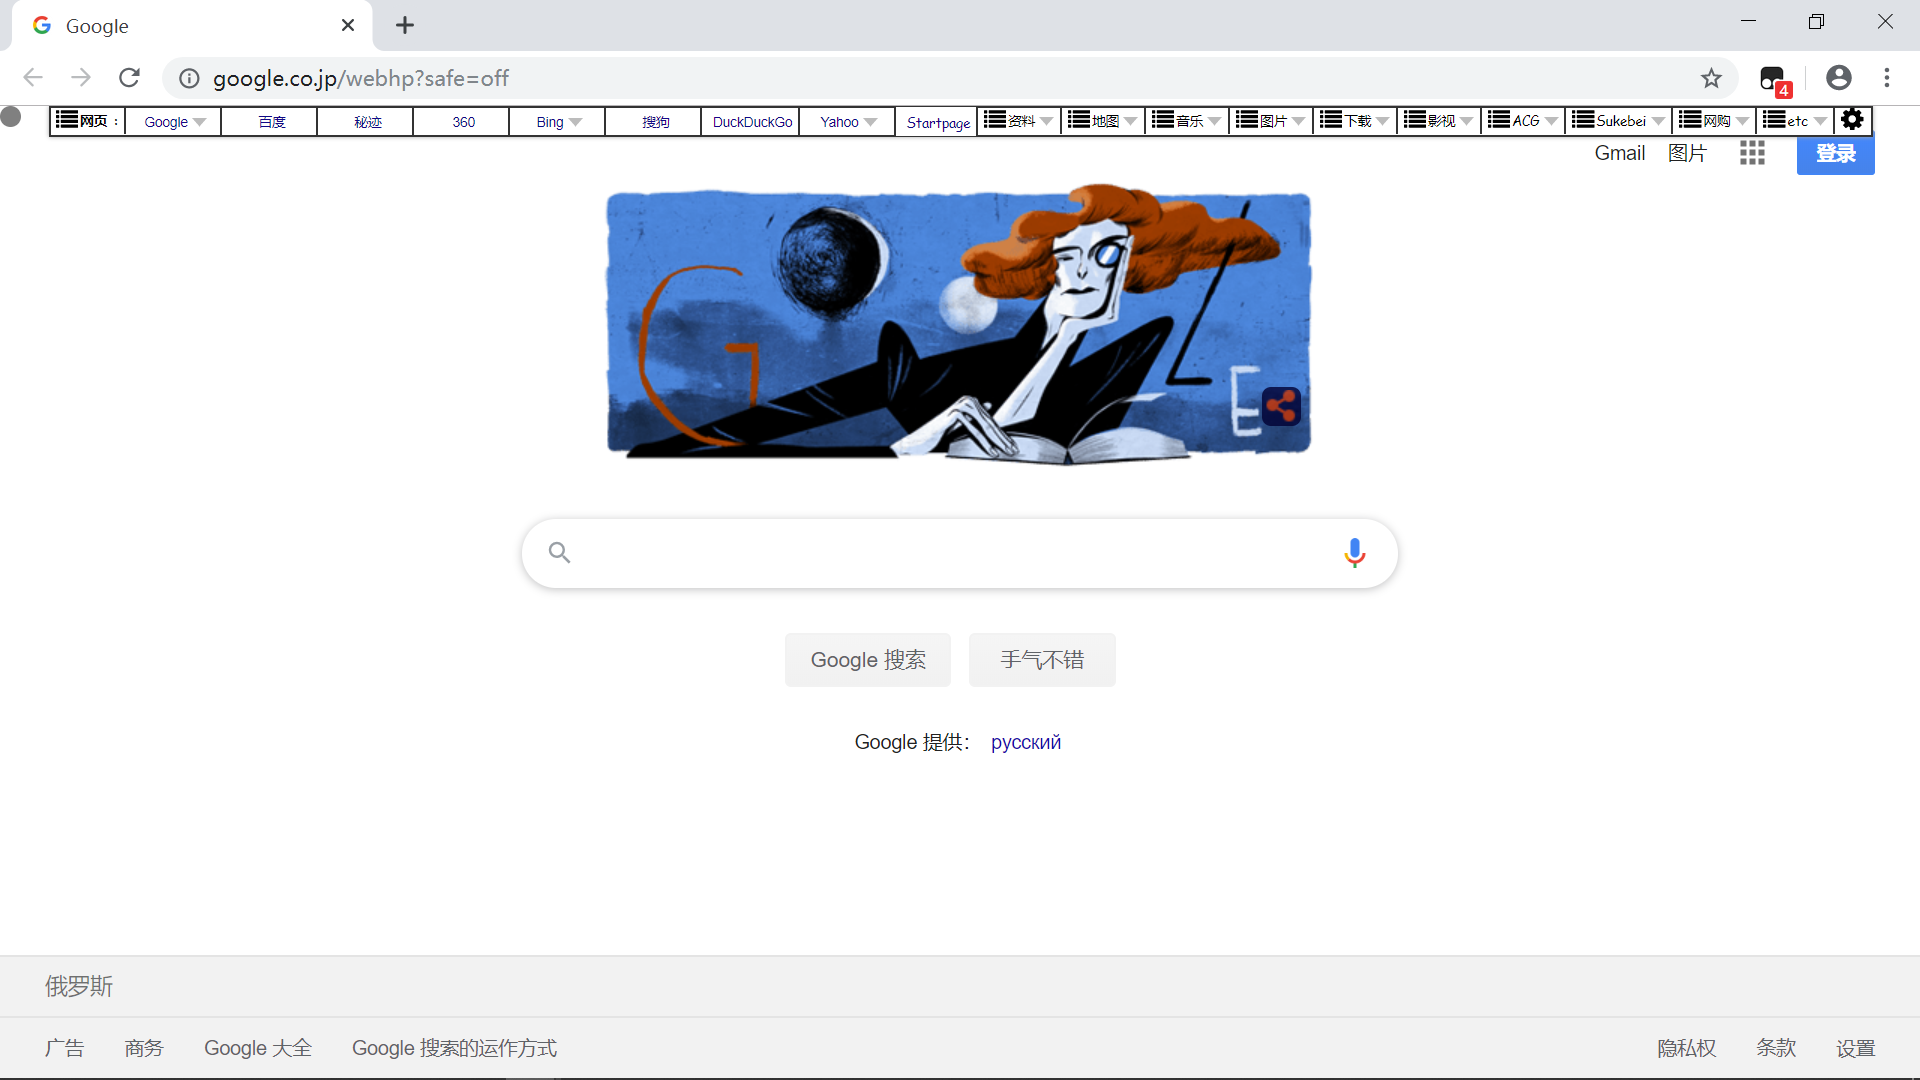 Google
google.co.jp/webhp?safe=off
4
网页 : Google 百度 秘迹 360 Bing 搜狗 DuckDuckGo Yahoo Startpage 资料 地图 音乐 图片 下载 影视 ACG Sukebei 网购 etc
Gmail 图片 登录
G L E
Google 搜索 手气不错
Google 提供： русский
俄罗斯
广告 商务 Google 大全 Google 搜索的运作方式 隐私权 条款 设置